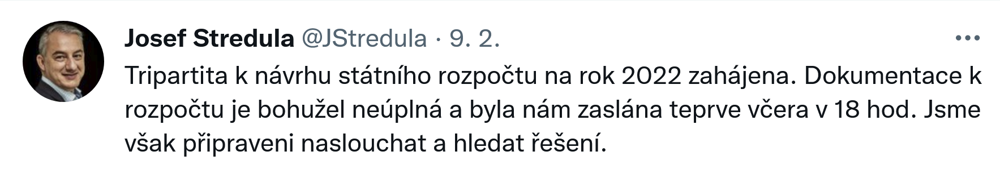 Josef Stredula @JStredula · 9. 2.
Tripartita k návrhu státního rozpočtu na rok 2022 zahájena. Dokumentace k
rozpočtu je bohužel neúplná a byla nám zaslána teprve včera v 18 hod. Jsme
však připraveni naslouchat a hledat řešení.